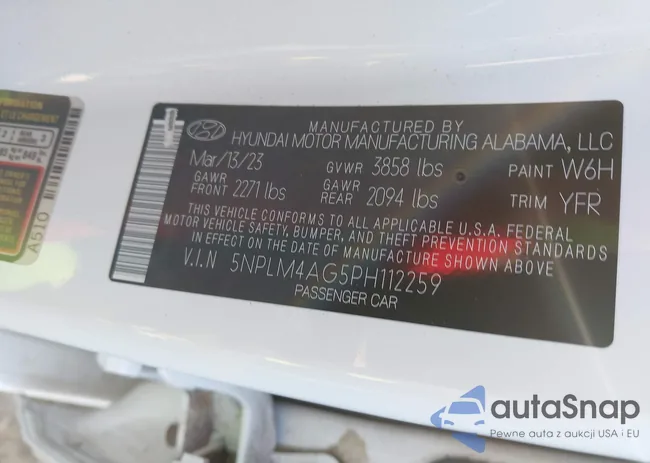 MANUFACTURED BY
HYUNDAI MOTOR MANUFACTURING ALABAMA, LLC
Mar/13/23 GVWR 3858 lbs PAINT W6H
GAWR FRONT 2271 lbs GAWR REAR 2094 lbs TRIM YFR
THIS VEHICLE CONFORMS TO ALL APPLICABLE U.S.A. FEDERAL
MOTOR VEHICLE SAFETY, BUMPER, AND THEFT PREVENTION STANDARDS
IN EFFECT ON THE DATE OF MANUFACTURE SHOWN ABOVE
V.I.N 5NPLM4AG5PH112259
PASSENGER CAR
A510
autaSnap
Pewne auta z aukcji USA i EU